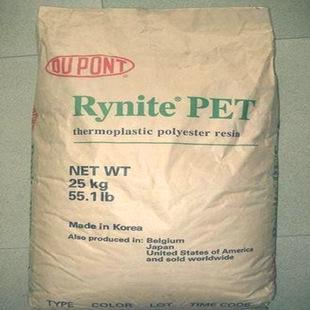 DU PONT
Rynite® PET
thermoplastic polyester resin
NET WT
25 kg
55.1 lb
Made in Korea
Also produced in: Belgium
Japan
United States of America
and sold worldwide
TYPE COLOR LOT TIME CODE